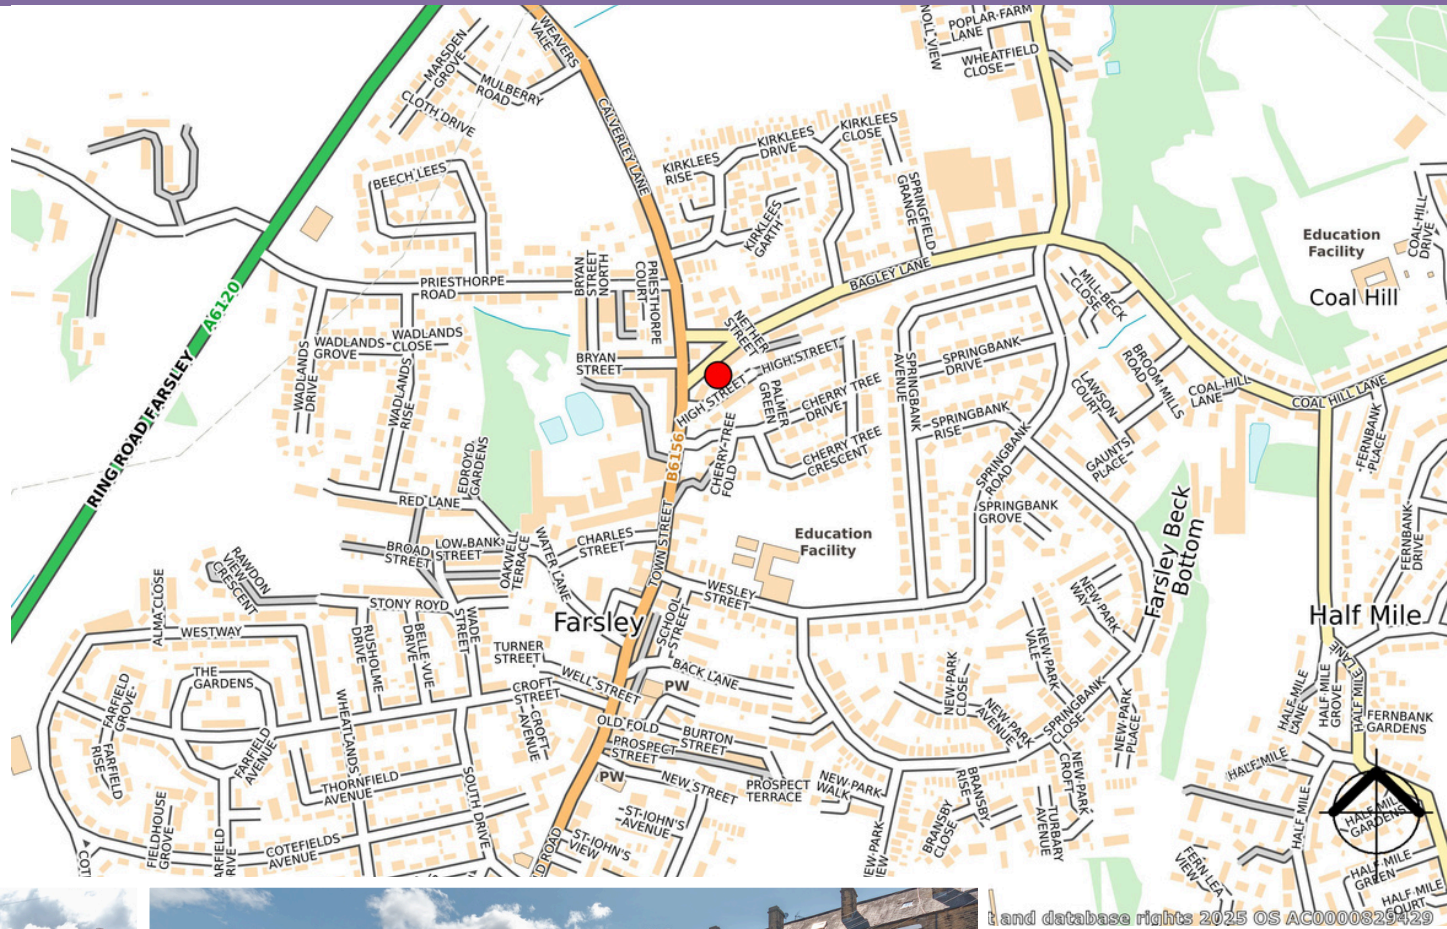 WEAVERS
VALE
MARSDEN
GROVE
MULBERRY
ROAD
CLOTH DRIVE
CALVERLEY LANE
POPLAR FARM
LANE
WHEATFIELD
CLOSE
KIRKLEES
CLOSE
KIRKLEES
DRIVE
KIRKLEES
RISE
KIRKLEES
GARTH
SPRINGFIELD
GRANGE
BEECH LEES
Education
Facility
COAL-HILL
DRIVE
Coal Hill
BAGLEY LANE
MILL-BECK
CLOSE
PRIESTHORPE
ROAD
BRYAN
STREET
NORTH
PRIESTHORPE
COURT
A6120
RING ROAD FARSLEY
WADLANDS
DRIVE
WADLANDS
GROVE
WADLANDS
CLOSE
WADLANDS
RISE
BRYAN
STREET
NETHER
STREET
HIGH STREET
HIGH STREET
PALMER
GREEN
CHERRY TREE
DRIVE
CHERRY TREE
CRESCENT
CHERRY-TREE
FOLD
B6156
SPRINGBANK
AVENUE
SPRINGBANK
DRIVE
SPRINGBANK
RISE
SPRINGBANK
ROAD
SPRINGBANK
GROVE
LAWSON
COURT
BROOM-MILLS
ROAD
GAUNTS
PLACE
COAL-HILL
LANE
COAL HILL LANE
FERNBANK
PLACE
FERNBANK
DRIVE
EDROYD
GARDENS
RED LANE
LOW-BANK
STREET
BROAD
STREET
OAKWELL
TERRACE
WATER LANE
CHARLES
STREET
TOWN STREET
Education
Facility
Farsley Beck
Bottom
RAWDON
VIEW
CRESCENT
ALMA CLOSE
WESTWAY
STONY ROYD
RUSHOLME
DRIVE
BELLE-VUE
DRIVE
WADE
STREET
Farsley
SCHOOL
STREET
WESLEY
STREET
NEW-PARK
WAY
NEW-PARK
VALE
Half Mile
TURNER
STREET
WELL STREET
BACK LANE
PW
THE
GARDENS
FARFIELD
GROVE
FARFIELD
RISE
FARFIELD
AVENUE
WHEATLANDS
CROFT
STREET
CROFT
AVENUE
OLD FOLD
BURTON
STREET
PROSPECT
STREET
PROSPECT
TERRACE
PW
NEW STREET
NEW-PARK
WALK
NEW-PARK
CLOSE
NEW-PARK
AVENUE
SPRINGBANK
CLOSE
NEW-PARK
PLACE
NEW-PARK
CROFT
HALF-MILE
LANE
HALF MILE
GROVE
HALF MILE LANE
FERNBANK
GARDENS
HALF-MILE
HALF MILE
HALF-MILE
GARDENS
THORNFIELD
AVENUE
SOUTH DRIVE
FIELDHOUSE
GROVE
FARFIELD
DRIVE
COTEFIELDS
AVENUE
ST-JOHN'S
AVENUE
ST-JOHN'S
VIEW
BRANSBY
RISE
BRANSBY
CLOSE
TURBARY
AVENUE
NEW-PARK
FERN-LEA
VIEW
HALF-MILE
GREEN
HALF-MILE
COURT
and database rights 2025 OS AC0000829429